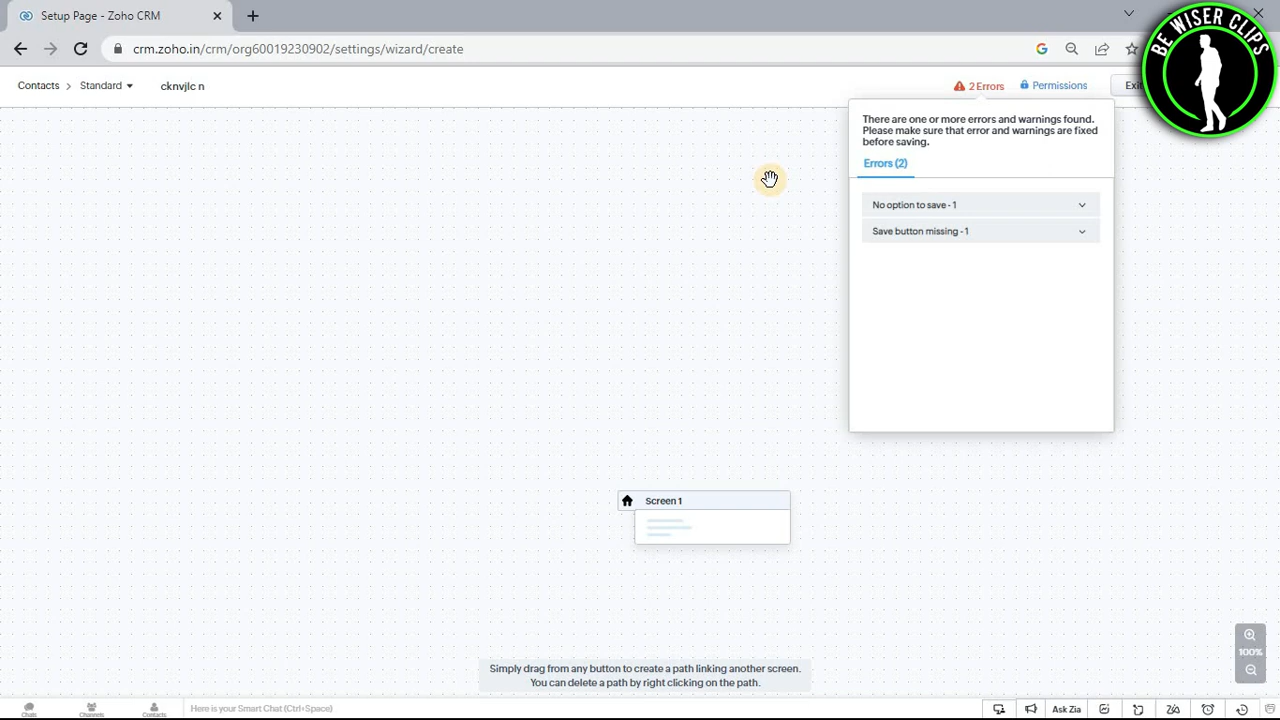 Setup Page - Zoho CRM
crm.zoho.in/crm/org60019230902/settings/wizard/create
BE WISER CLIPS
Contacts > Standard
cknvjlc n
2 Errors
Permissions
Exit
There are one or more errors and warnings found.
Please make sure that error and warnings are fixed
before saving.
Errors (2)
No option to save - 1
Save button missing - 1
Screen 1
Simply drag from any button to create a path linking another screen.
You can delete a path by right clicking on the path.
100%
Chats
Channels
Contacts
Here is your Smart Chat (Ctrl+Space)
Ask Zia